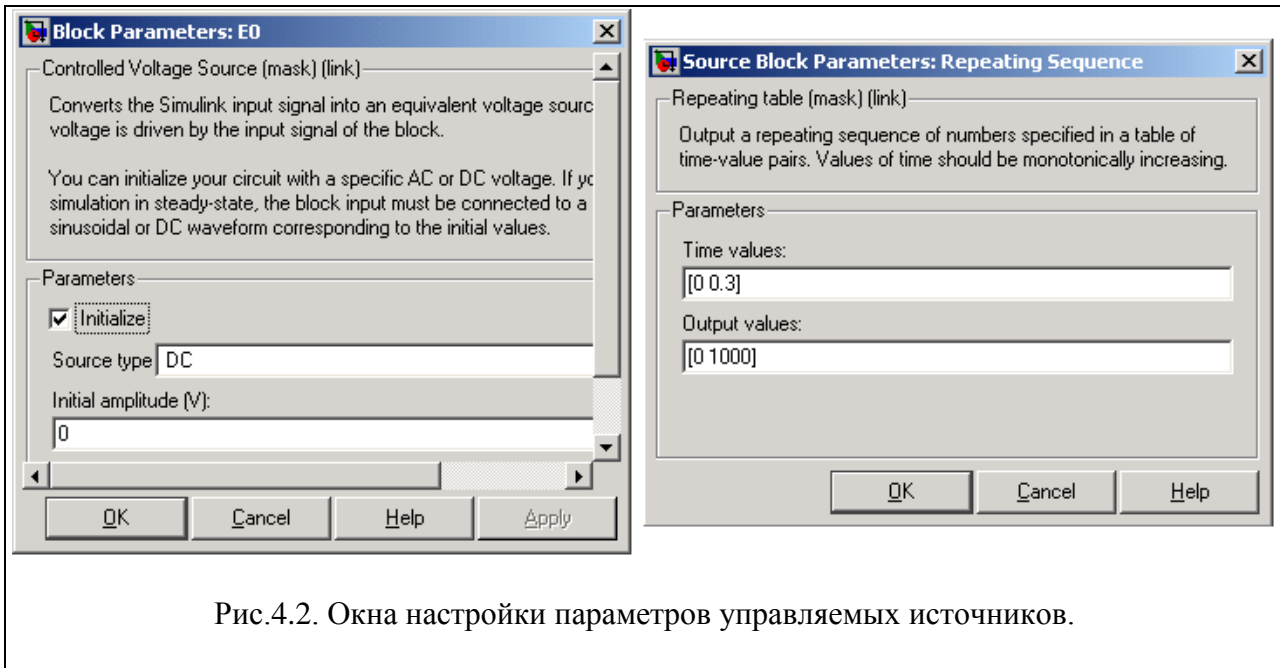 Block Parameters: E0
Controlled Voltage Source (mask) (link)
Converts the Simulink input signal into an equivalent voltage sourc
voltage is driven by the input signal of the block.
You can initialize your circuit with a specific AC or DC voltage. If yo
simulation in steady-state, the block input must be connected to a
sinusoidal or DC waveform corresponding to the initial values.
Parameters
Initialize
Source type DC
Initial amplitude (V):
0
OK Cancel Help Apply
Source Block Parameters: Repeating Sequence
Repeating table (mask) (link)
Output a repeating sequence of numbers specified in a table of
time-value pairs. Values of time should be monotonically increasing.
Parameters
Time values:
[0 0.3]
Output values:
[0 1000]
OK Cancel Help
Рис.4.2. Окна настройки параметров управляемых источников.